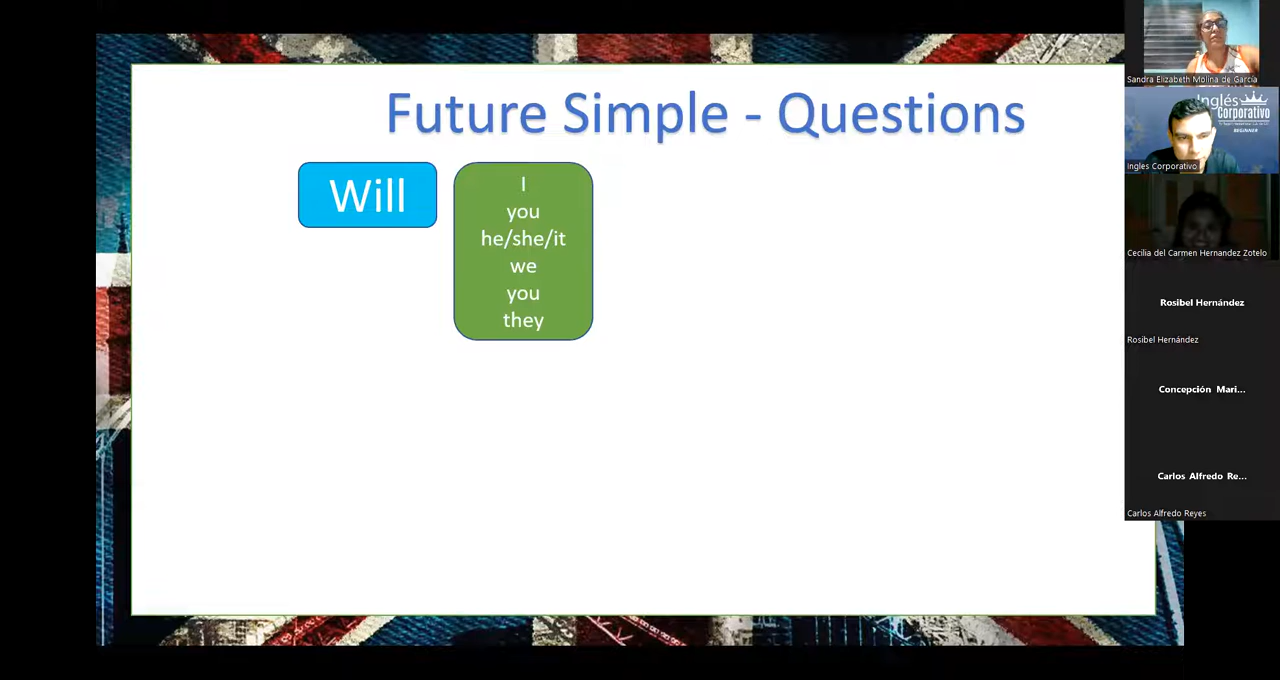 Future Simple - Questions
Will
I
you
he/she/it
we
you
they
Sandra Elizabeth Molina de García
Inglés
Corporativo
BEGINNER
Ingles Corporativo
Cecilia del Carmen Hernandez Zotelo
Rosibel Hernández
Rosibel Hernández
Concepción Mari...
Carlos Alfredo Re...
Carlos Alfredo Reyes